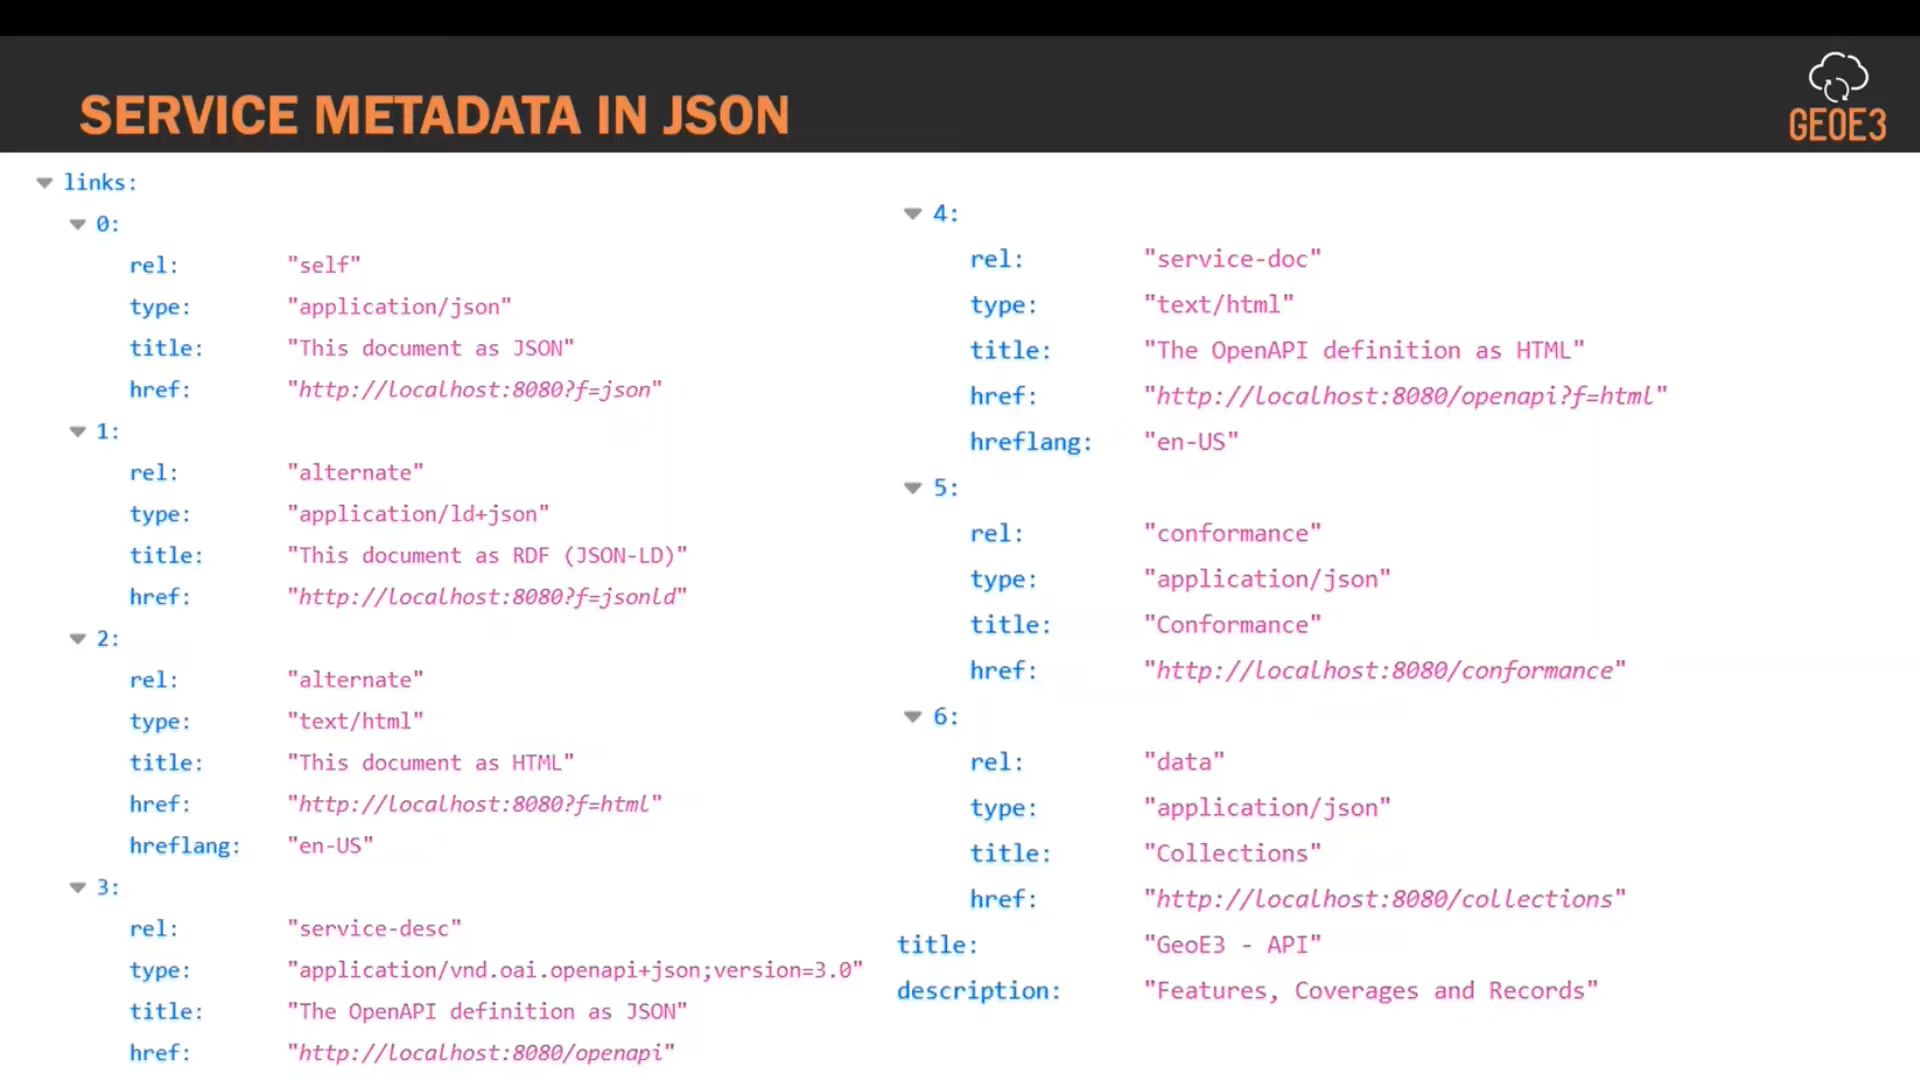 SERVICE METADATA IN JSON
GEOE3
links:
0:
rel: "self"
type: "application/json"
title: "This document as JSON"
href: "http://localhost:8080?f=json"
1:
rel: "alternate"
type: "application/ld+json"
title: "This document as RDF (JSON-LD)"
href: "http://localhost:8080?f=jsonld"
2:
rel: "alternate"
type: "text/html"
title: "This document as HTML"
href: "http://localhost:8080?f=html"
hreflang: "en-US"
3:
rel: "service-desc"
type: "application/vnd.oai.openapi+json;version=3.0"
title: "The OpenAPI definition as JSON"
href: "http://localhost:8080/openapi"
4:
rel: "service-doc"
type: "text/html"
title: "The OpenAPI definition as HTML"
href: "http://localhost:8080/openapi?f=html"
hreflang: "en-US"
5:
rel: "conformance"
type: "application/json"
title: "Conformance"
href: "http://localhost:8080/conformance"
6:
rel: "data"
type: "application/json"
title: "Collections"
href: "http://localhost:8080/collections"
title: "GeoE3 - API"
description: "Features, Coverages and Records"